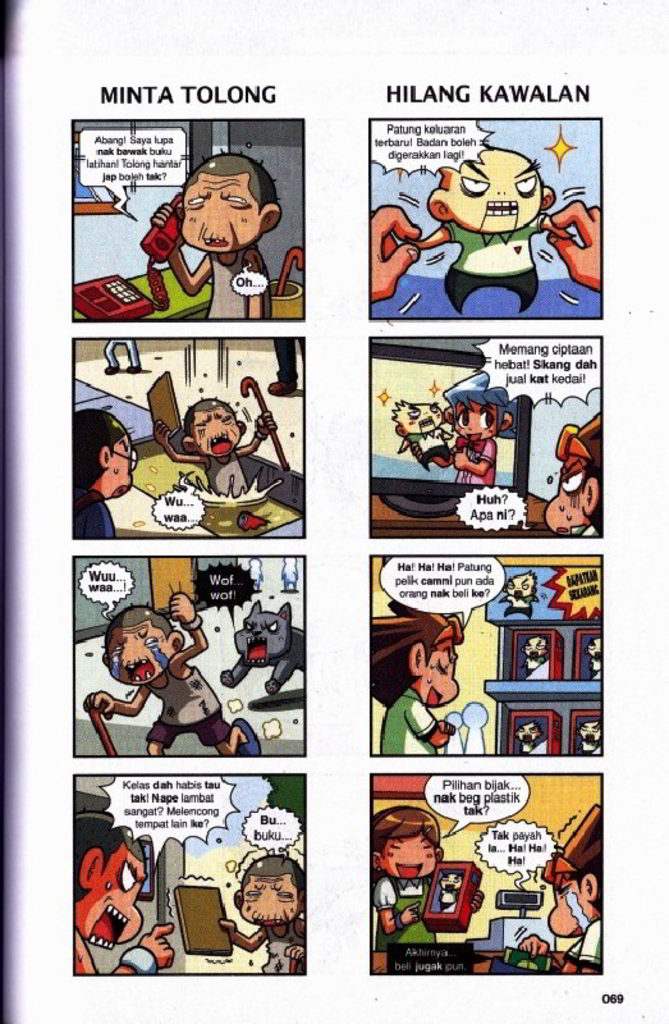 MINTA TOLONG
Abang! Saya lupa
nak bawak buku
latihan! Tolong hantar
jap boleh tak?
Oh...
Wu...
waa...
Wuu...
waa...!
Wof...
wof!
Kelas dah habis tau
tak! Nape lambat
sangat? Melencong
tempat lain ke?
Bu...
buku...
HILANG KAWALAN
Patung keluaran
terbaru! Badan boleh
digerakkan lagi!
Memang ciptaan
hebat! Sikang dah
jual kat kedai!
Huh?
Apa ni?
Ha! Ha! Ha! Patung
pelik camni pun ada
orang nak beli ke?
DAPATKAN
SEKARANG
Pilihan bijak...
nak beg plastik
tak?
Tak payah
la... Ha! Ha!
Ha!
Akhirnya...
beli jugak pun.
069